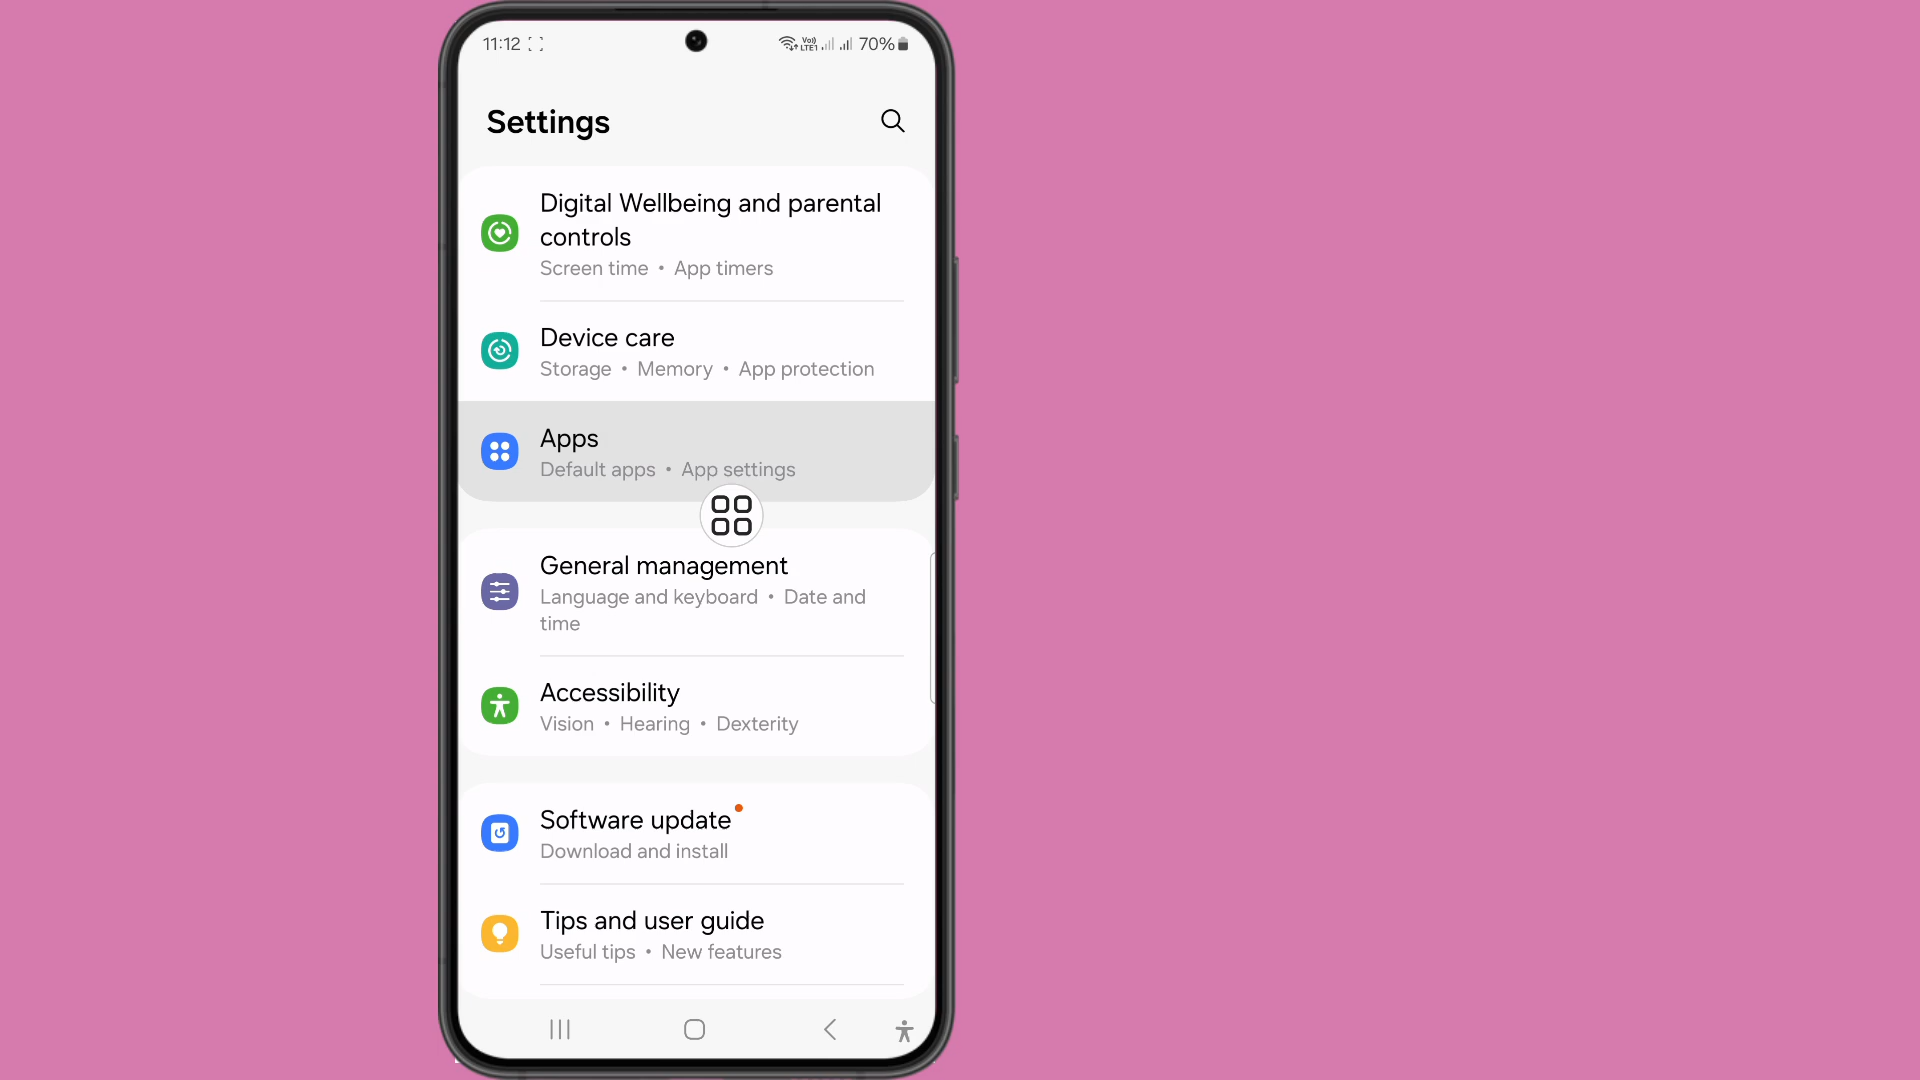 11:12 70%
Settings
Digital Wellbeing and parental
controls
Screen time • App timers
Device care
Storage • Memory • App protection
Apps
Default apps • App settings
General management
Language and keyboard • Date and
time
Accessibility
Vision • Hearing • Dexterity
Software update
Download and install
Tips and user guide
Useful tips • New features